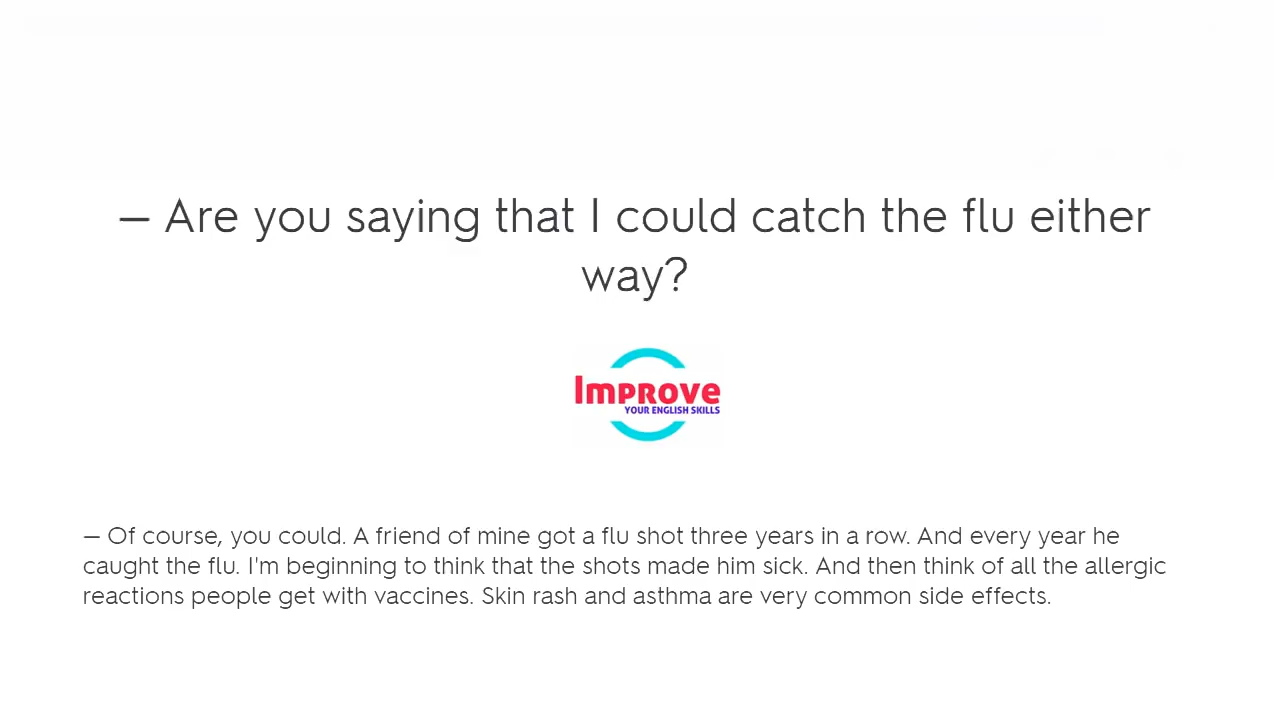 — Are you saying that I could catch the flu either
way?
Improve
YOUR ENGLISH SKILLS
— Of course, you could. A friend of mine got a flu shot three years in a row. And every year he
caught the flu. I'm beginning to think that the shots made him sick. And then think of all the allergic
reactions people get with vaccines. Skin rash and asthma are very common side effects.